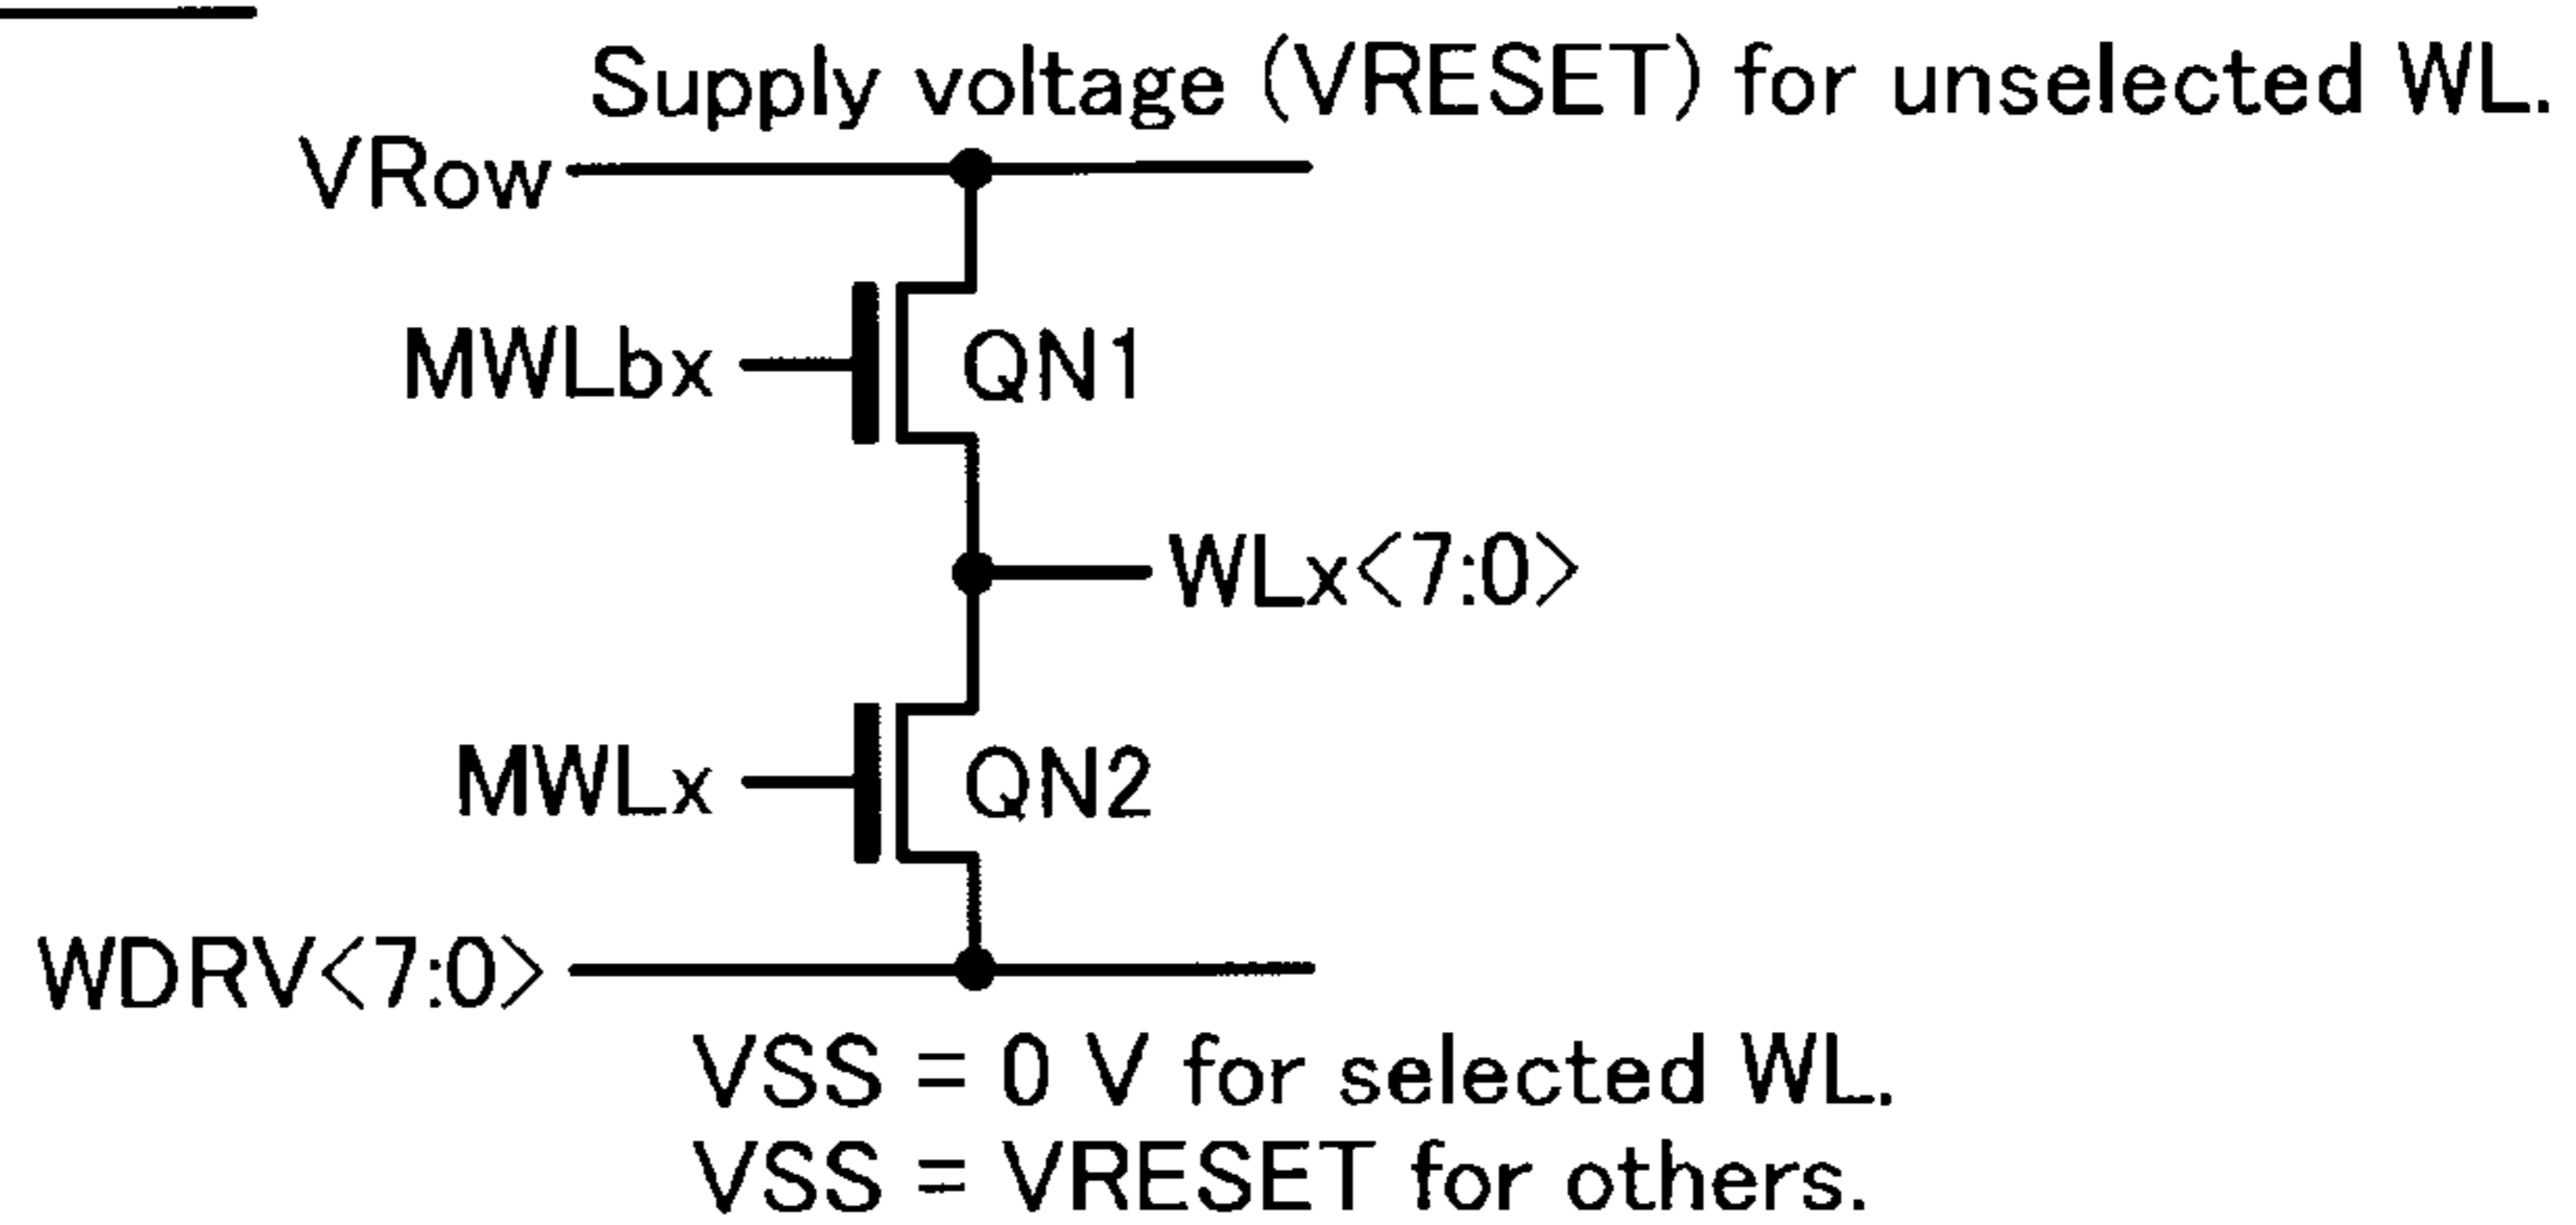 Supply voltage (VRESET) for unselected WL.
VRow
MWLbx
QN1
WLx<7:0>
MWLx
QN2
WDRV<7:0>
VSS = 0 V for selected WL.
VSS = VRESET for others.